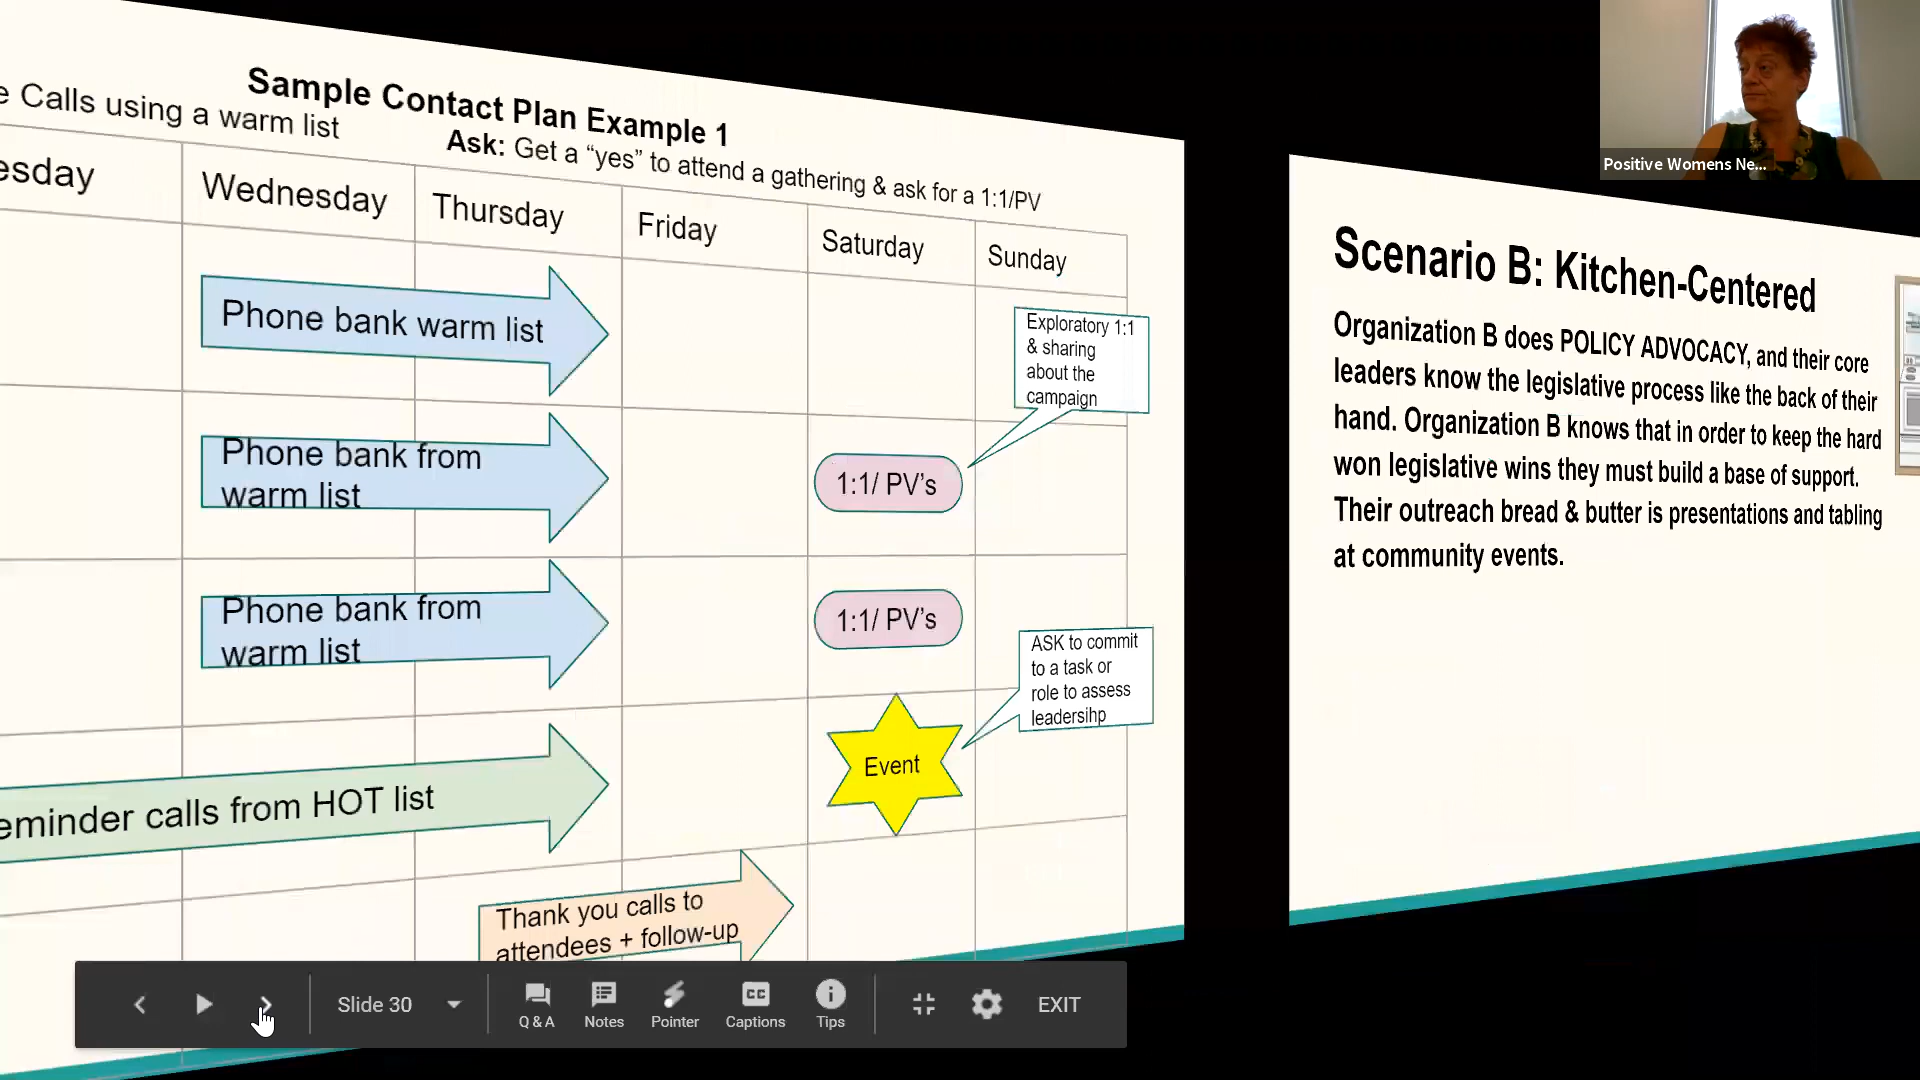 Sample Contact Plan Example 1
e Calls using a warm list
Ask: Get a “yes” to attend a gathering & ask for a 1:1/PV
esday
Wednesday
Thursday
Friday
Saturday
Sunday
Phone bank warm list
Exploratory 1:1
& sharing
about the
campaign
Phone bank from
warm list
1:1/ PV’s
Phone bank from
warm list
1:1/ PV’s
ASK to commit
to a task or
role to assess
leadersihp
Event
eminder calls from HOT list
Thank you calls to
attendees + follow-up
Positive Womens Ne...
Scenario B: Kitchen-Centered
Organization B does POLICY ADVOCACY, and their core
leaders know the legislative process like the back of their
hand. Organization B knows that in order to keep the hard
won legislative wins they must build a base of support.
Their outreach bread & butter is presentations and tabling
at community events.
Slide 30
Q & A
Notes
Pointer
CC
Captions
Tips
EXIT